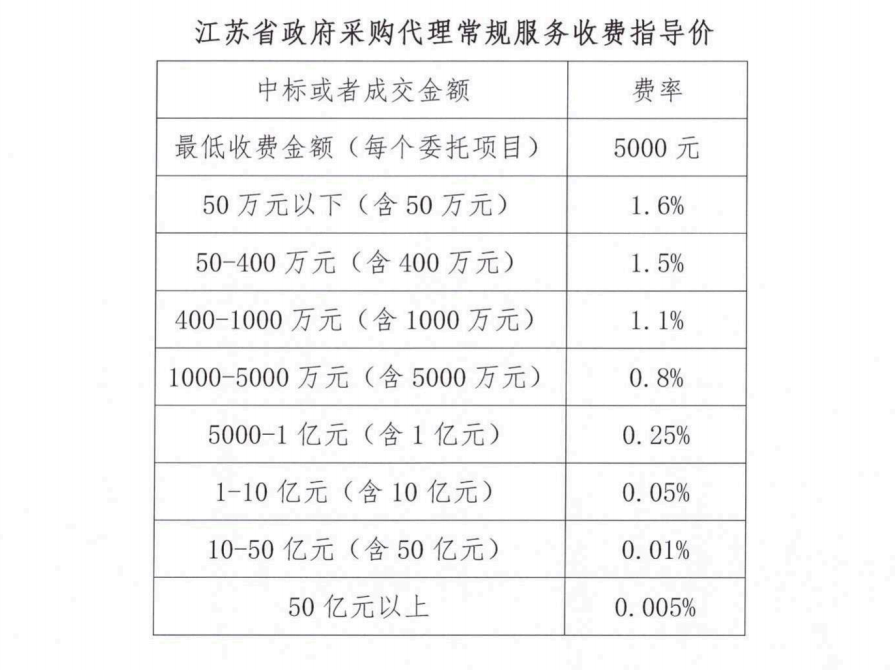 江苏省政府采购代理常规服务收费指导价
中标或者成交金额 费率
最低收费金额（每个委托项目） 5000 元
50 万元以下（含 50 万元） 1.6%
50-400 万元（含 400 万元） 1.5%
400-1000 万元（含 1000 万元） 1.1%
1000-5000 万元（含 5000 万元） 0.8%
5000-1 亿元（含 1 亿元） 0.25%
1-10 亿元（含 10 亿元） 0.05%
10-50 亿元（含 50 亿元） 0.01%
50 亿元以上 0.005%